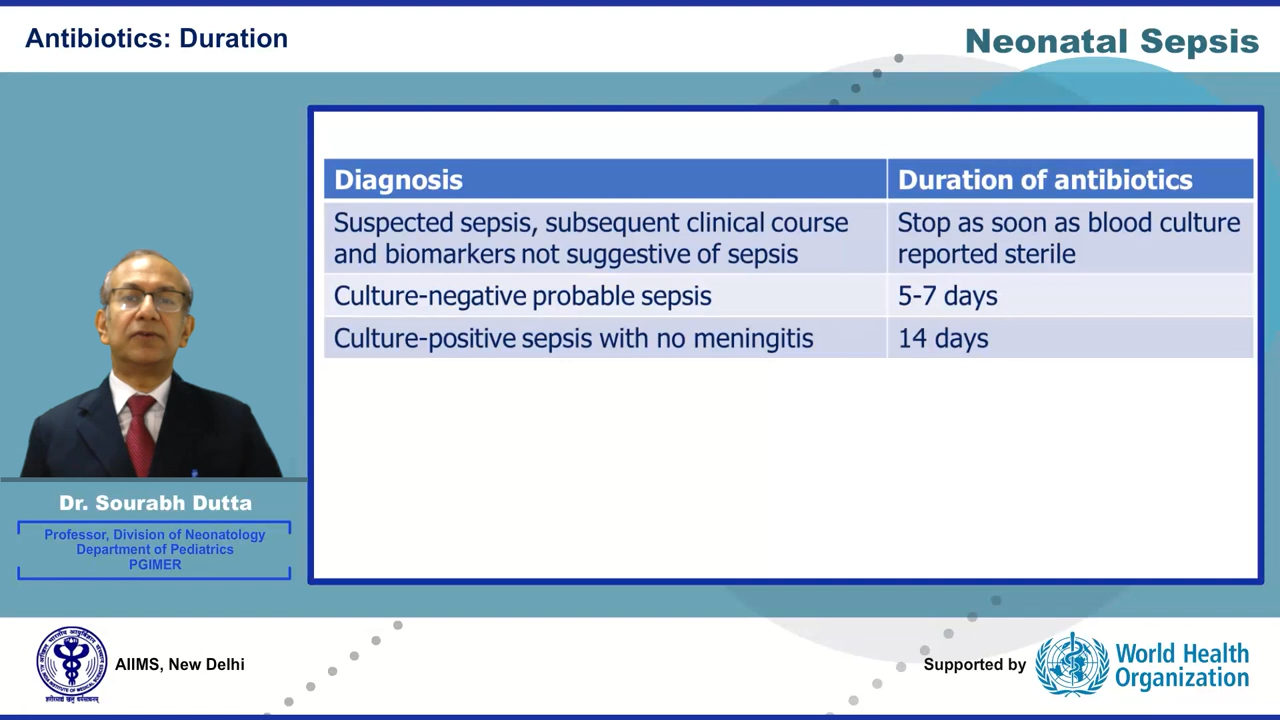 Antibiotics: Duration
Neonatal Sepsis
Diagnosis
Duration of antibiotics
Suspected sepsis, subsequent clinical course
and biomarkers not suggestive of sepsis
Stop as soon as blood culture
reported sterile
Culture-negative probable sepsis
5-7 days
Culture-positive sepsis with no meningitis
14 days
Dr. Sourabh Dutta
Professor, Division of Neonatology
Department of Pediatrics
PGIMER
AIIMS, New Delhi
Supported by
World Health
Organization